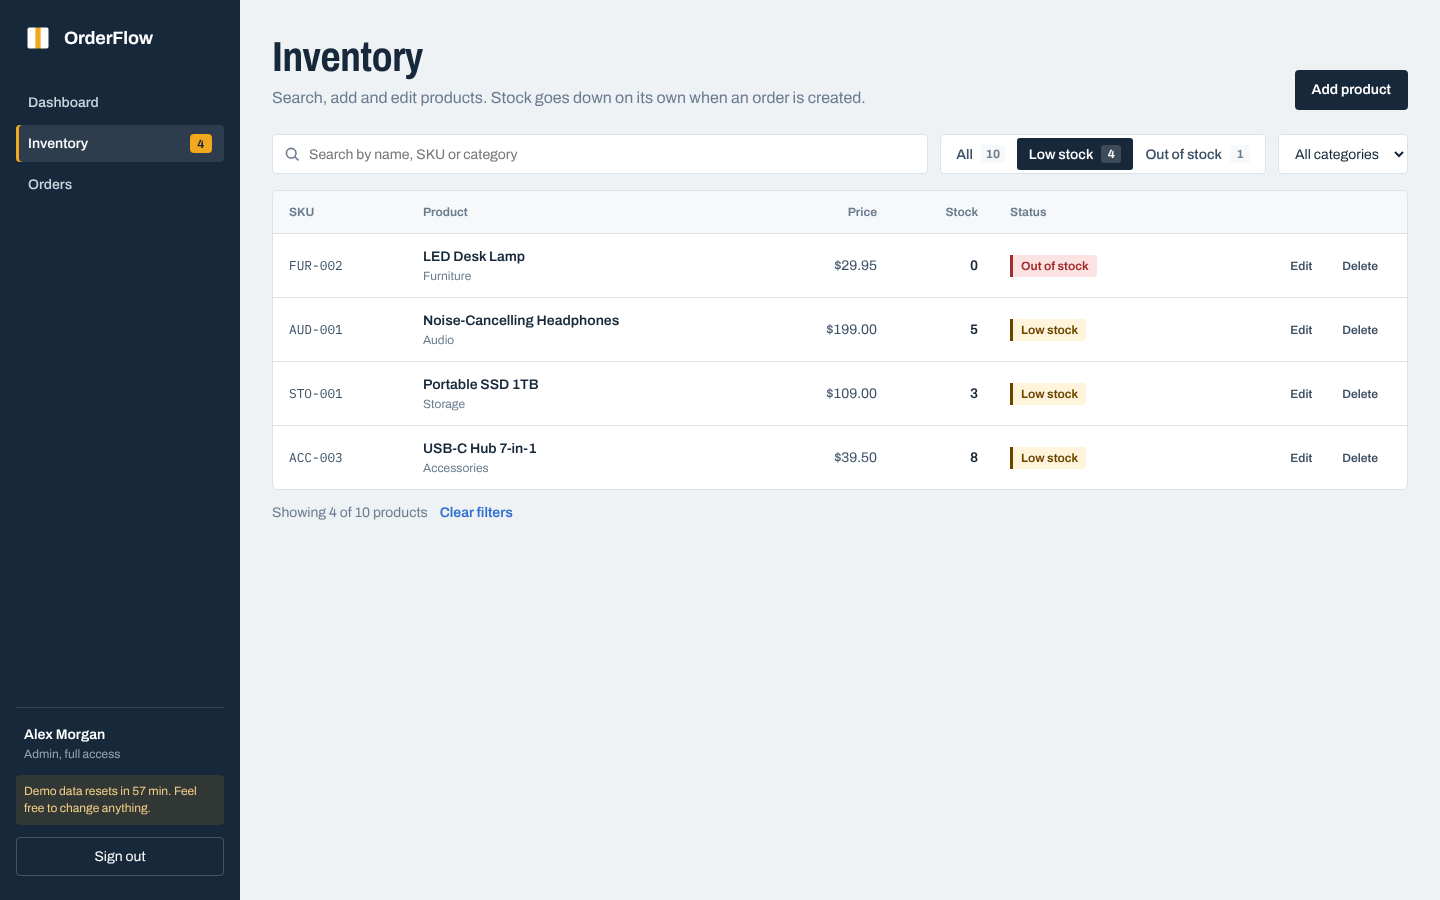 OrderFlow
Dashboard
Inventory 4
Orders
Alex Morgan
Admin, full access
Demo data resets in 57 min. Feel
free to change anything.
Sign out
Inventory
Search, add and edit products. Stock goes down on its own when an order is created.
Add product
Search by name, SKU or category
All 10 Low stock 4 Out of stock 1
All categories
SKU Product Price Stock Status
FUR-002 LED Desk Lamp $29.95 0 Out of stock Edit Delete
Furniture
AUD-001 Noise-Cancelling Headphones $199.00 5 Low stock Edit Delete
Audio
STO-001 Portable SSD 1TB $109.00 3 Low stock Edit Delete
Storage
ACC-003 USB-C Hub 7-in-1 $39.50 8 Low stock Edit Delete
Accessories
Showing 4 of 10 products Clear filters